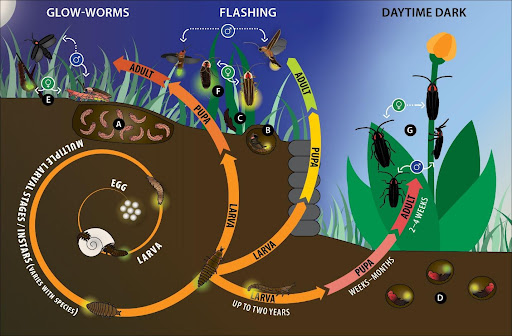 GLOW-WORMS
FLASHING
DAYTIME DARK
♂
♂
ADULT
ADULT
♀
♀
♀
E
F
C
B
A
G
♂
PUPA
PUPA
MULTIPLE LARVAL STAGES / INSTARS (VARIES WITH SPECIES)
EGG
LARVA
LARVA
LARVA
LARVA
UP TO TWO YEARS
PUPA
WEEKS–MONTHS
ADULT
2–4 WEEKS
D